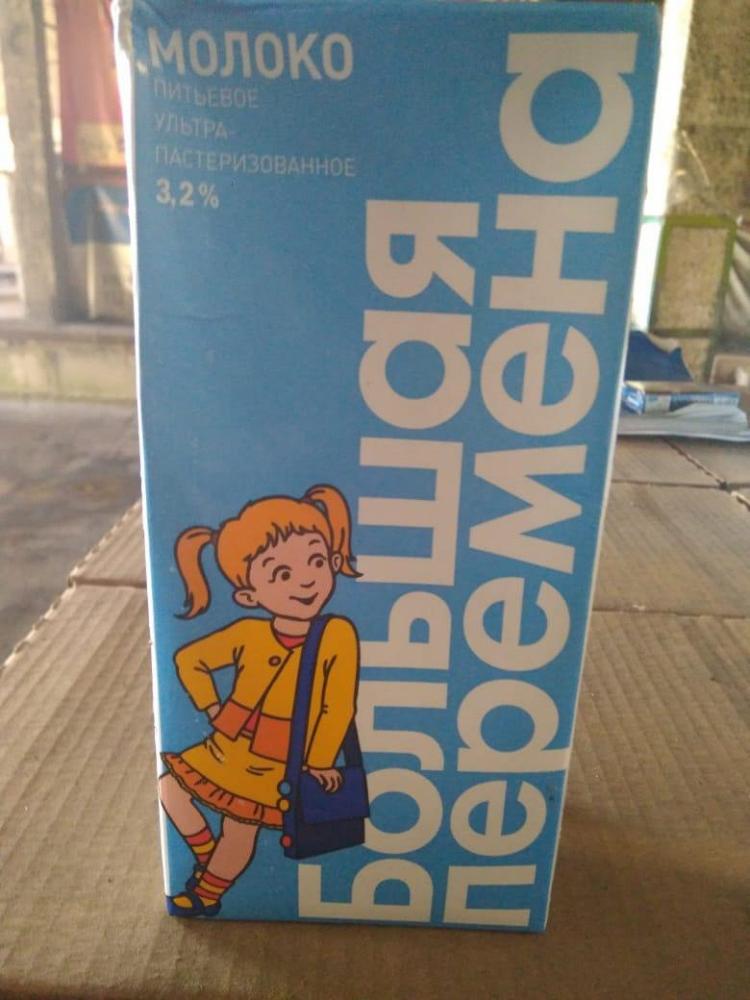 МОЛОКО
ПИТЬЕВОЕ
УЛЬТРА-
ПАСТЕРИЗОВАННОЕ
3,2%
Большая
перемена